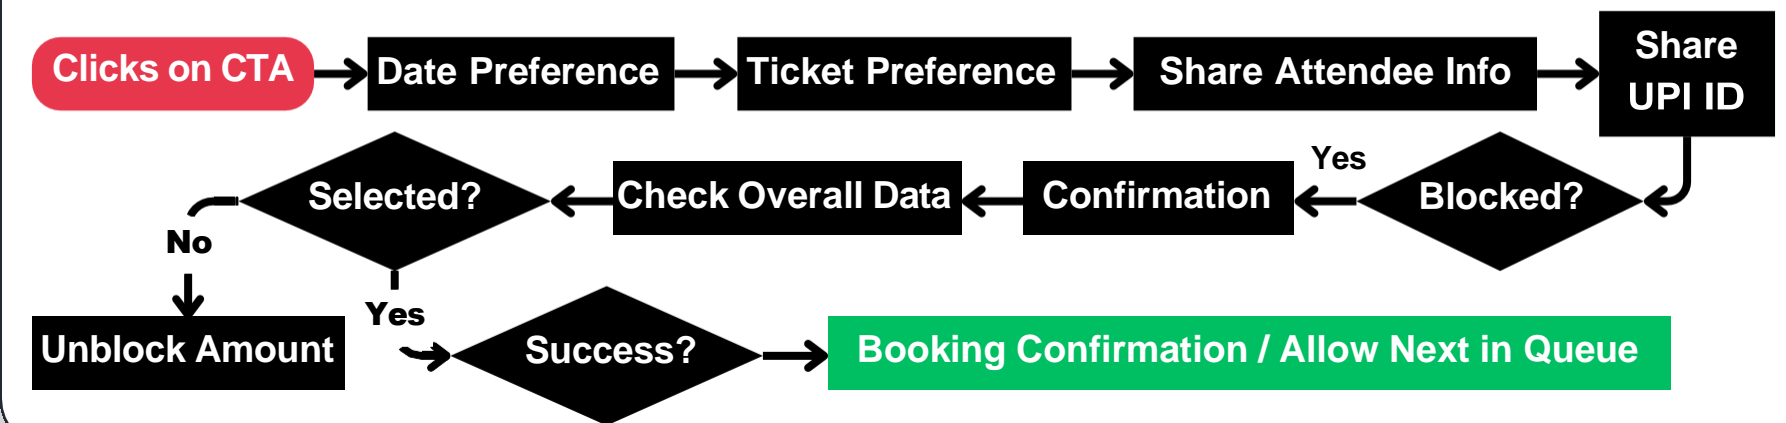 Clicks on CTA
Date Preference
Ticket Preference
Share Attendee Info
Share
UPI ID
Blocked?
Yes
Confirmation
Check Overall Data
Selected?
No
Unblock Amount
Yes
Success?
Booking Confirmation / Allow Next in Queue